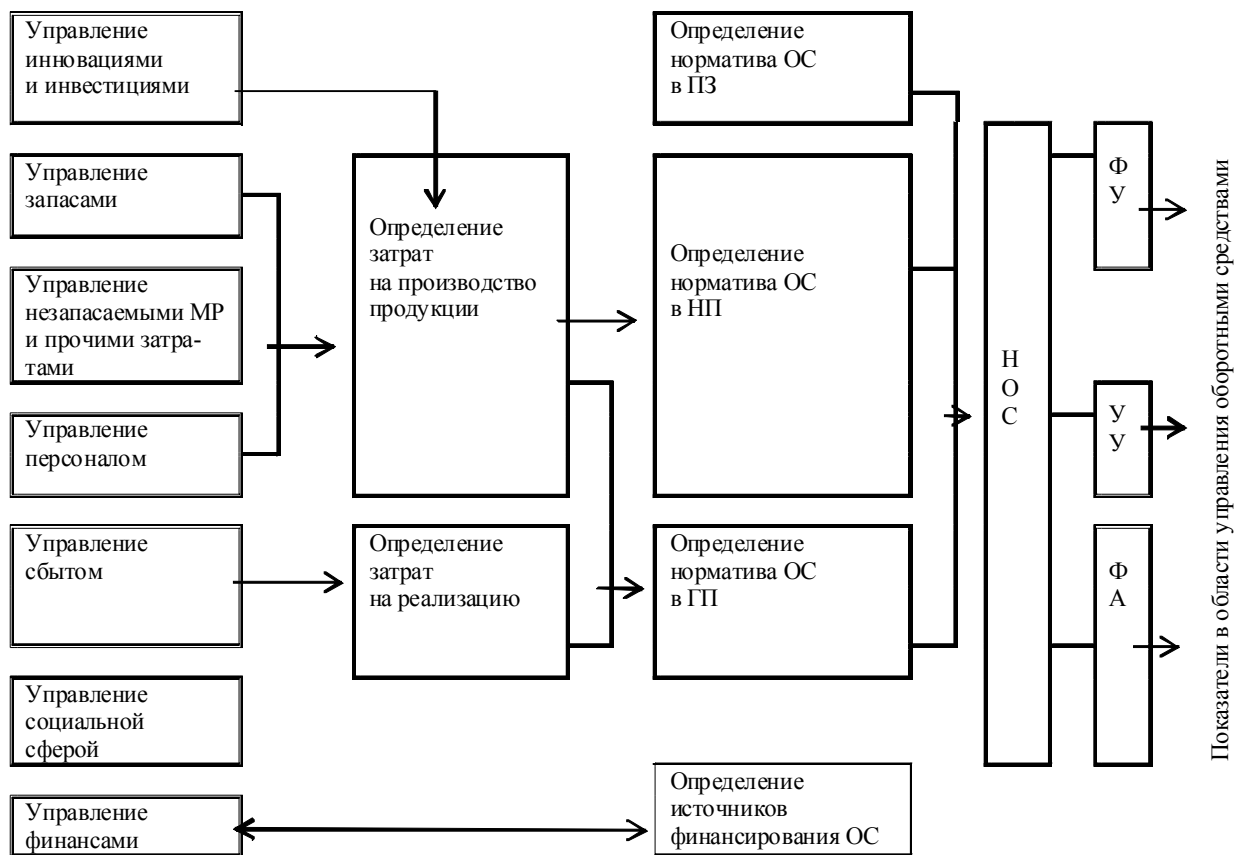 Управление
инновациями
и инвестициями
Управление
запасами
Управление
незапасаемыми МР
и прочими затра-
тами
Управление
персоналом
Управление
сбытом
Управление
социальной
сферой
Управление
финансами
Определение
затрат
на производство
продукции
Определение
затрат
на реализацию
Определение
норматива ОС
в ПЗ
Определение
норматива ОС
в НП
Определение
норматива ОС
в ГП
Определение
источников
финансирования ОС
Н
О
С
Ф
У
У
У
Ф
А
Показатели в области управления оборотными средствами